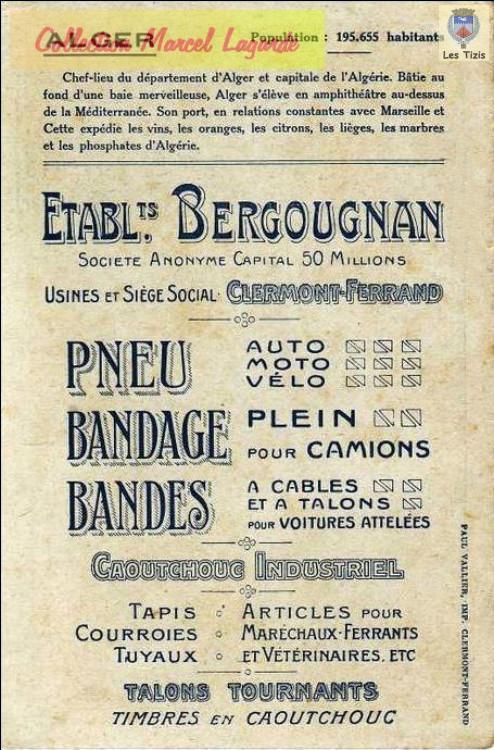 ALGER
Population : 195.655 habitants
Collection Marcel Lagarde
Les Tizis
Chef-lieu du département d'Alger et capitale de l'Algérie. Bâtie au
fond d'une baie merveilleuse, Alger s'élève en amphithéâtre au-dessus
de la Méditerranée. Son port, en relations constantes avec Marseille et
Cette expédie les vins, les oranges, les citrons, les lièges, les marbres
et les phosphates d'Algérie.
ETABL.TS BERGOUGNAN
SOCIETE ANONYME CAPITAL 50 MILLIONS
USINES ET SIÈGE SOCIAL· CLERMONT-FERRAND
PNEU
AUTO
MOTO
VÉLO
BANDAGE
PLEIN
POUR CAMIONS
BANDES
A CABLES
ET A TALONS
POUR VOITURES ATTELÉES
CAOUTCHOUC INDUSTRIEL
TAPIS
COURROIES
TUYAUX
ARTICLES POUR
MARÉCHAUX-FERRANTS
ET VÉTÉRINAIRES, ETC
TALONS TOURNANTS
TIMBRES EN CAOUTCHOUC
PAUL VALLIER, IMP. CLERMONT-FERRAND